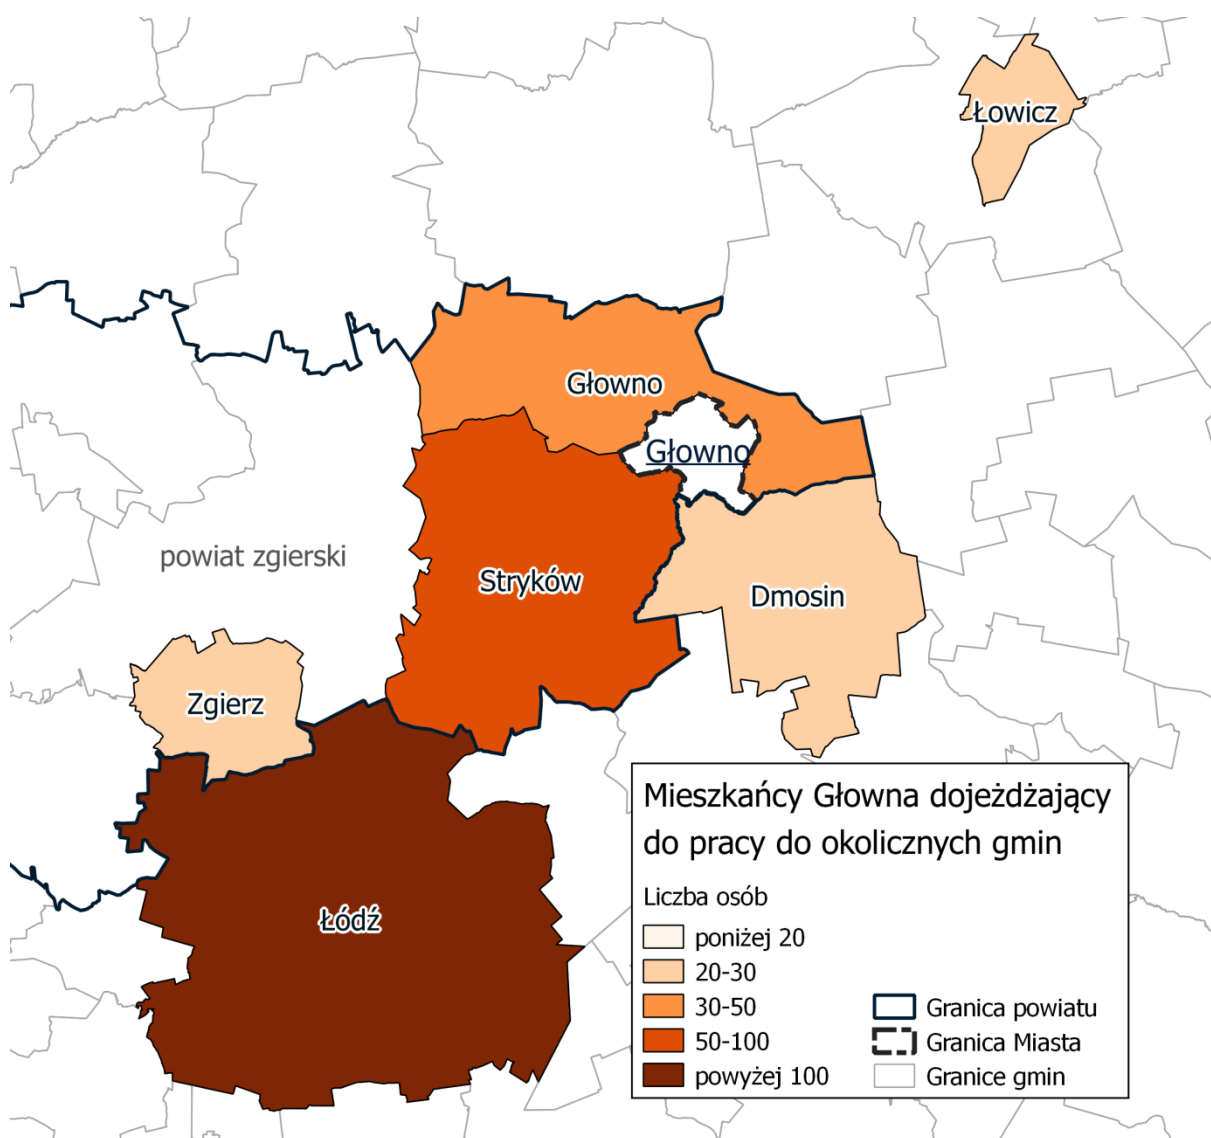 Łowicz
Głowno
Głowno
powiat zgierski
Stryków
Dmosin
Zgierz
Łódź
Mieszkańcy Głowna dojeżdżający
do pracy do okolicznych gmin
Liczba osób
poniżej 20
20-30
30-50
50-100
powyżej 100
Granica powiatu
Granica Miasta
Granice gmin